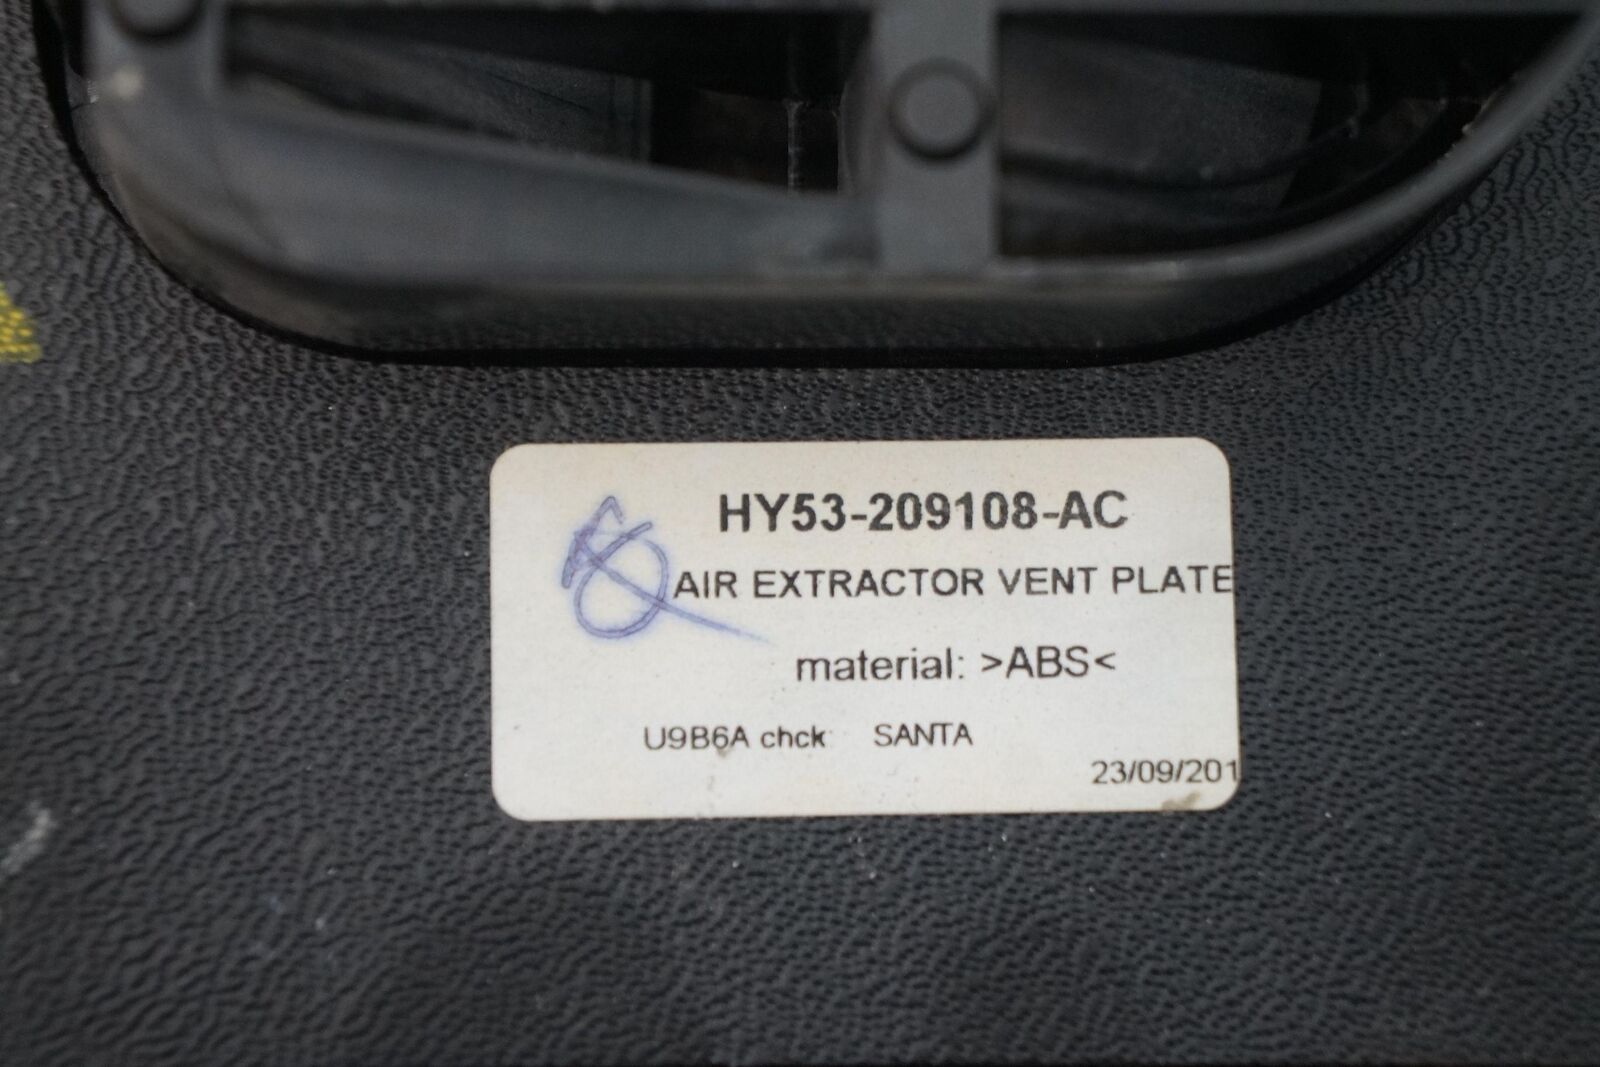 HY53-209108-AC
AIR EXTRACTOR VENT PLATE
material: >ABS<
U9B6A chck: SANTA
23/09/201